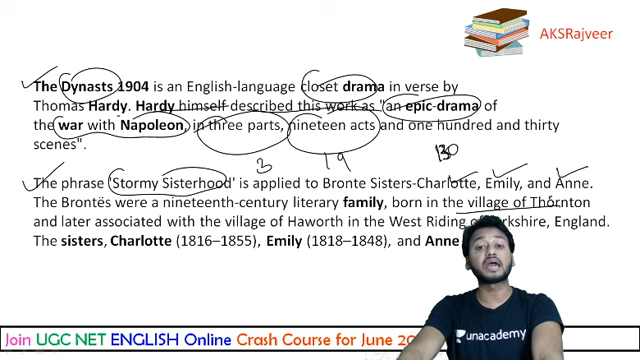 AKSRajveer
The Dynasts 1904 is an English-language closet drama in verse by
Thomas Hardy. Hardy himself described this work as "an epic-drama of
the war with Napoleon, in three parts, nineteen acts and one hundred and thirty
scenes".
3 19 130
The phrase 'Stormy Sisterhood' is applied to Bronte Sisters-Charlotte, Emily, and Anne.
The Brontës were a nineteenth-century literary family, born in the village of Thornton
and later associated with the village of Haworth in the West Riding of Yorkshire, England.
The sisters, Charlotte (1816–1855), Emily (1818–1848), and Anne
unacademy
Join UGC NET ENGLISH Online Crash Course for June